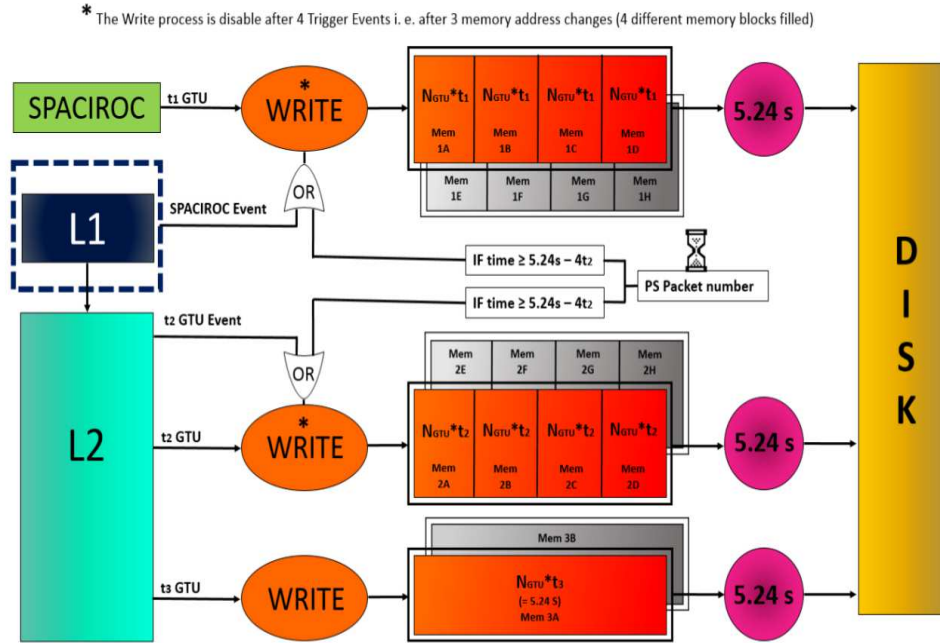 * The Write process is disable after 4 Trigger Events i. e. after 3 memory address changes (4 different memory blocks filled)
SPACIROC
t1 GTU
*
WRITE
NGTU*t1
Mem
1A
NGTU*t1
Mem
1B
NGTU*t1
Mem
1C
NGTU*t1
Mem
1D
Mem
1E
Mem
1F
Mem
1G
Mem
1H
5.24 s
DISK
L1
SPACIROC Event
OR
IF time ≥ 5.24s – 4t2
PS Packet number
IF time ≥ 5.24s – 4t2
L2
t2 GTU Event
OR
Mem
2E
Mem
2F
Mem
2G
Mem
2H
t2 GTU
*
WRITE
NGTU*t2
Mem
2A
NGTU*t2
Mem
2B
NGTU*t2
Mem
2C
NGTU*t2
Mem
2D
5.24 s
t3 GTU
WRITE
Mem 3B
NGTU*t3
(= 5.24 S)
Mem 3A
5.24 s